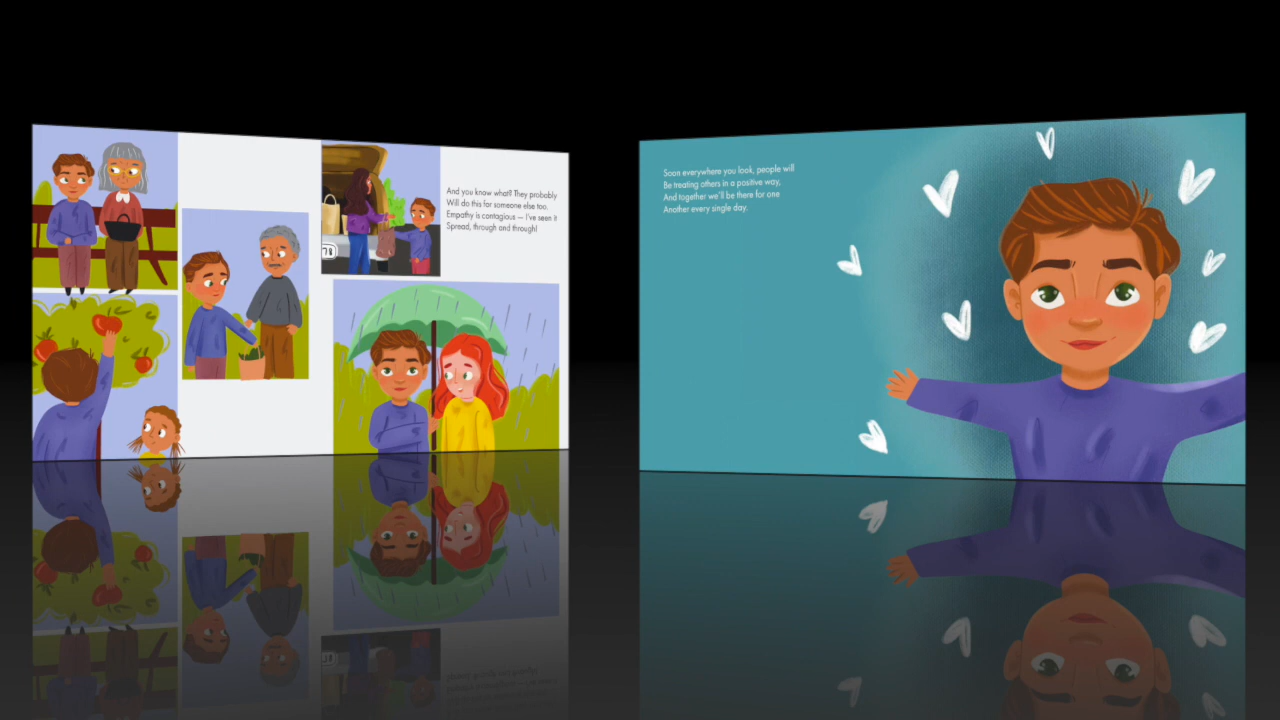 And you know what? They probably
Will do this for someone else too.
Empathy is contagious — I've seen it
Spread, through and through!
78
Soon everywhere you look, people will
Be treating others in a positive way,
And together we'll be there for one
Another every single day.